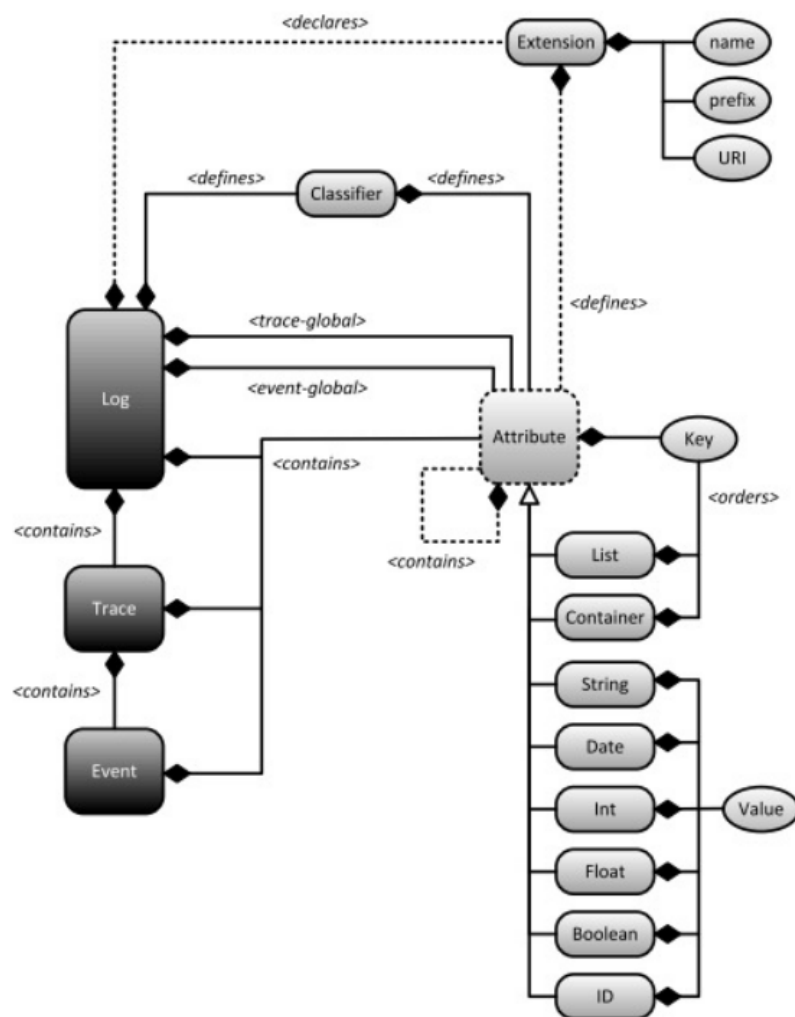 <declares>
Extension
name
prefix
URI
<defines>
Classifier
<defines>
<defines>
<trace-global>
<event-global>
Log
Attribute
Key
<contains>
<orders>
<contains>
<contains>
List
Trace
Container
<contains>
String
Event
Date
Int
Value
Float
Boolean
ID